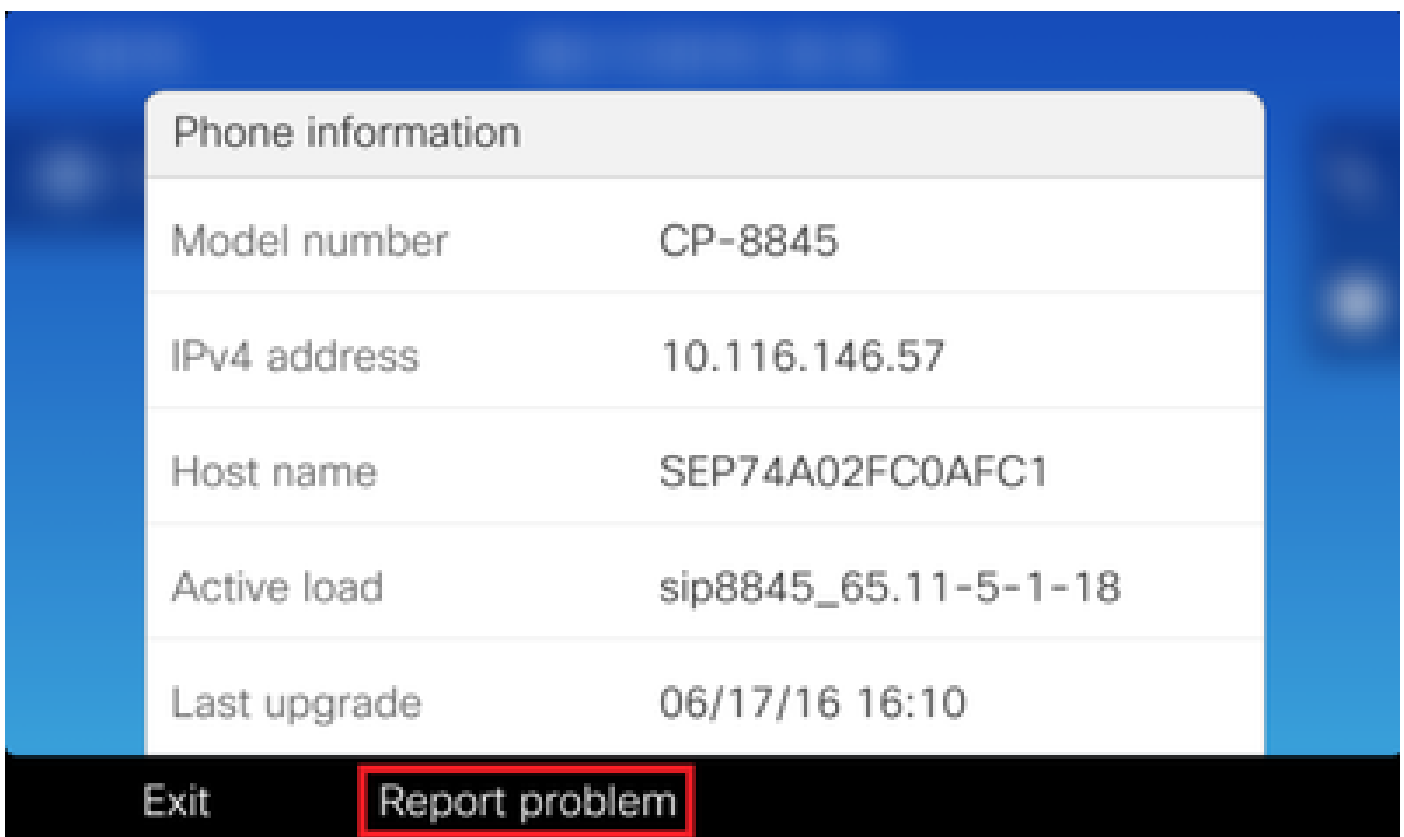 Phone information
Model number CP-8845
IPv4 address 10.116.146.57
Host name SEP74A02FC0AFC1
Active load sip8845_65.11-5-1-18
Last upgrade 06/17/16 16:10
Exit Report problem